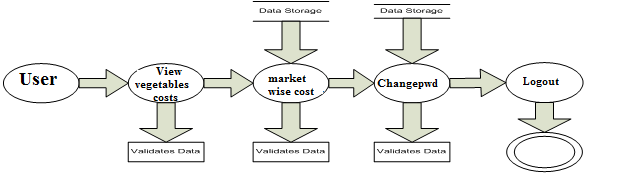 Data Storage
Data Storage
User
View
vegetables
costs
market
wise cost
Changepwd
Logout
Validates Data
Validates Data
Validates Data